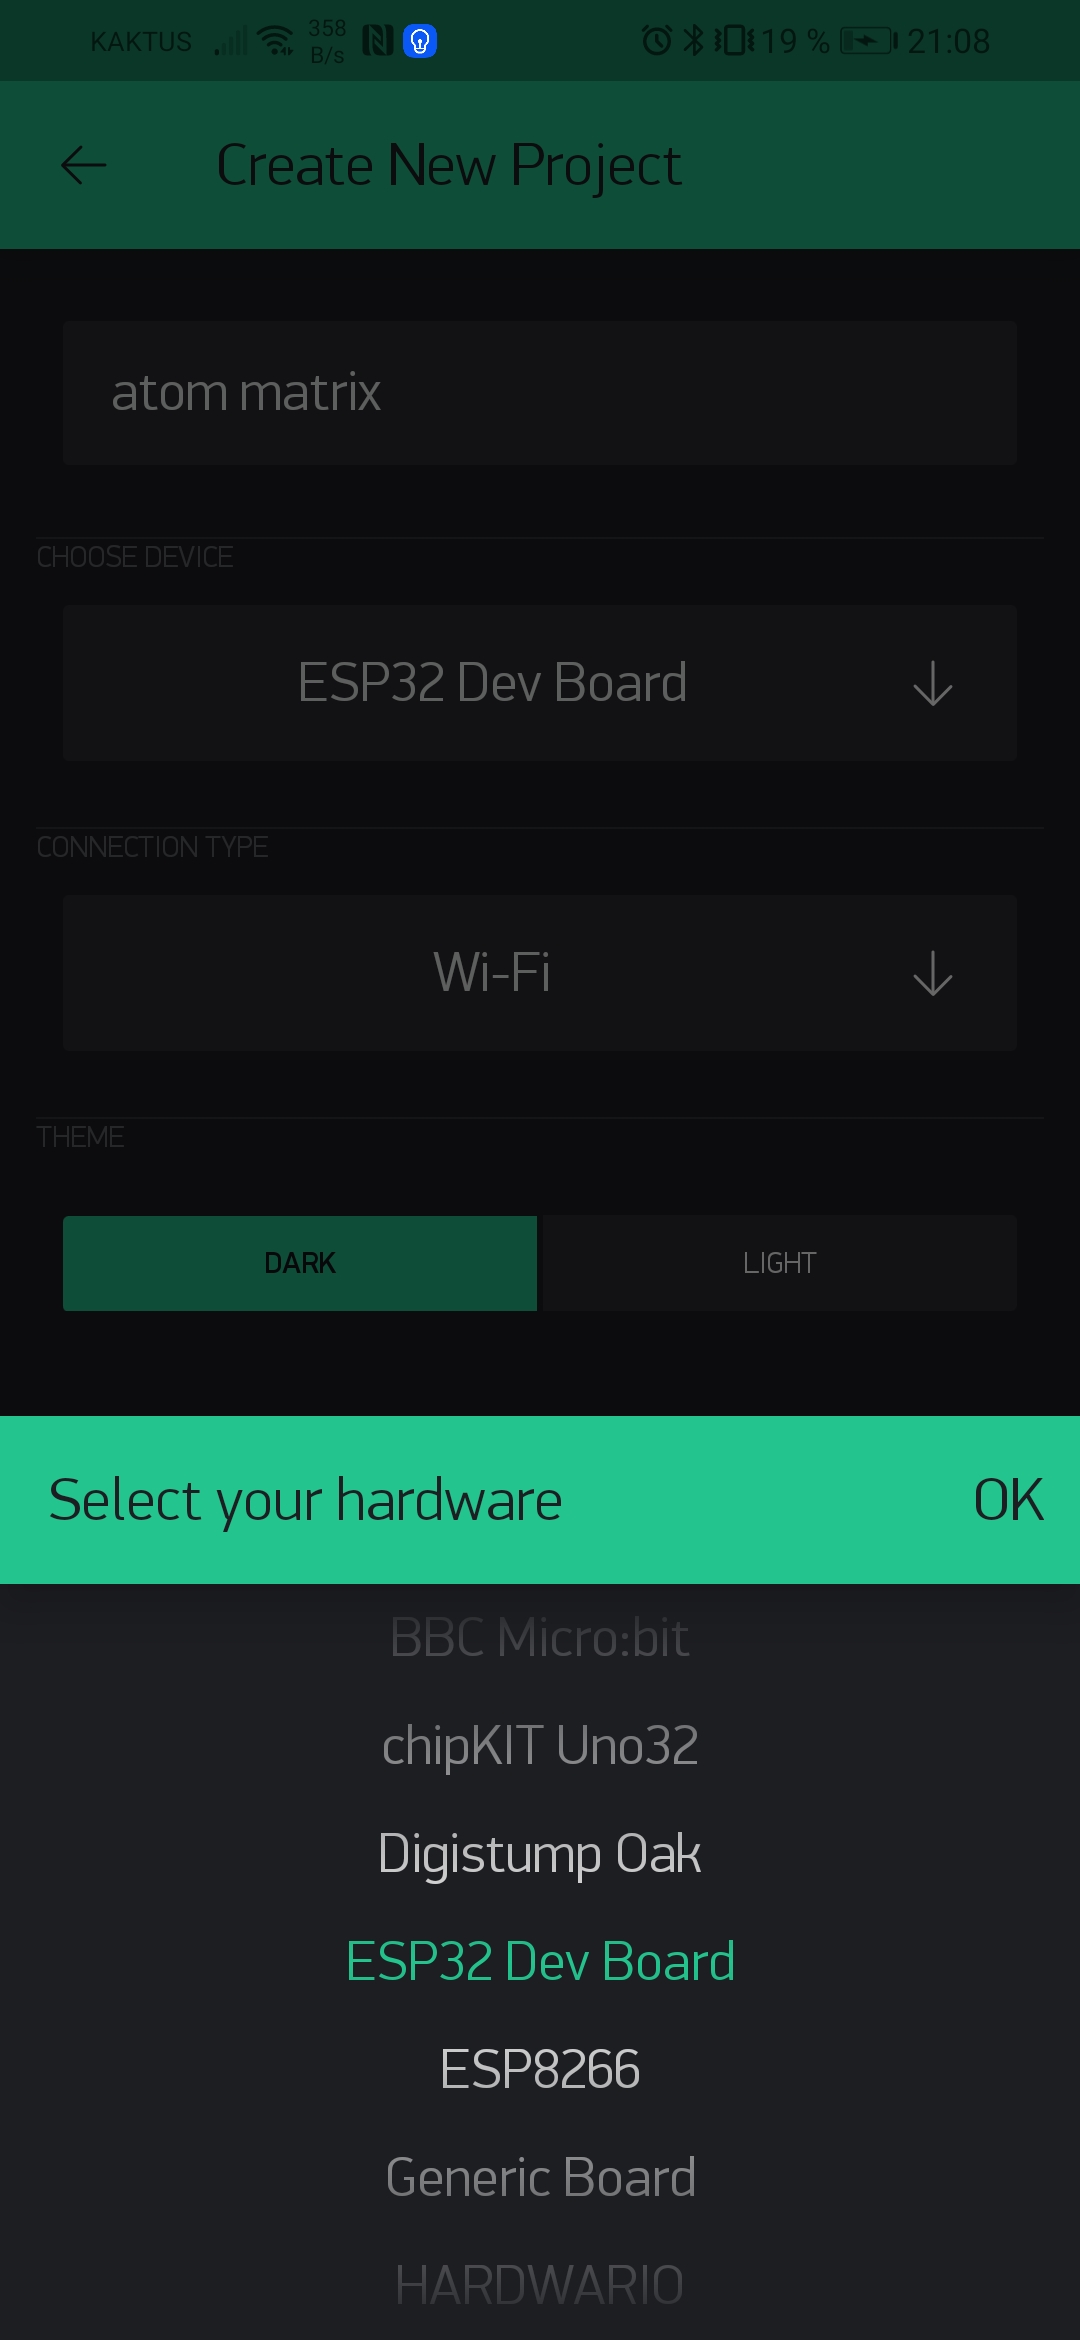 KAKTUS 358 B/s 19 % 21:08
Create New Project
atom matrix
CHOOSE DEVICE
ESP32 Dev Board
CONNECTION TYPE
Wi-Fi
THEME
DARK LIGHT
Select your hardware OK
BBC Micro:bit
chipKIT Uno32
Digistump Oak
ESP32 Dev Board
ESP8266
Generic Board
HARDWARIO